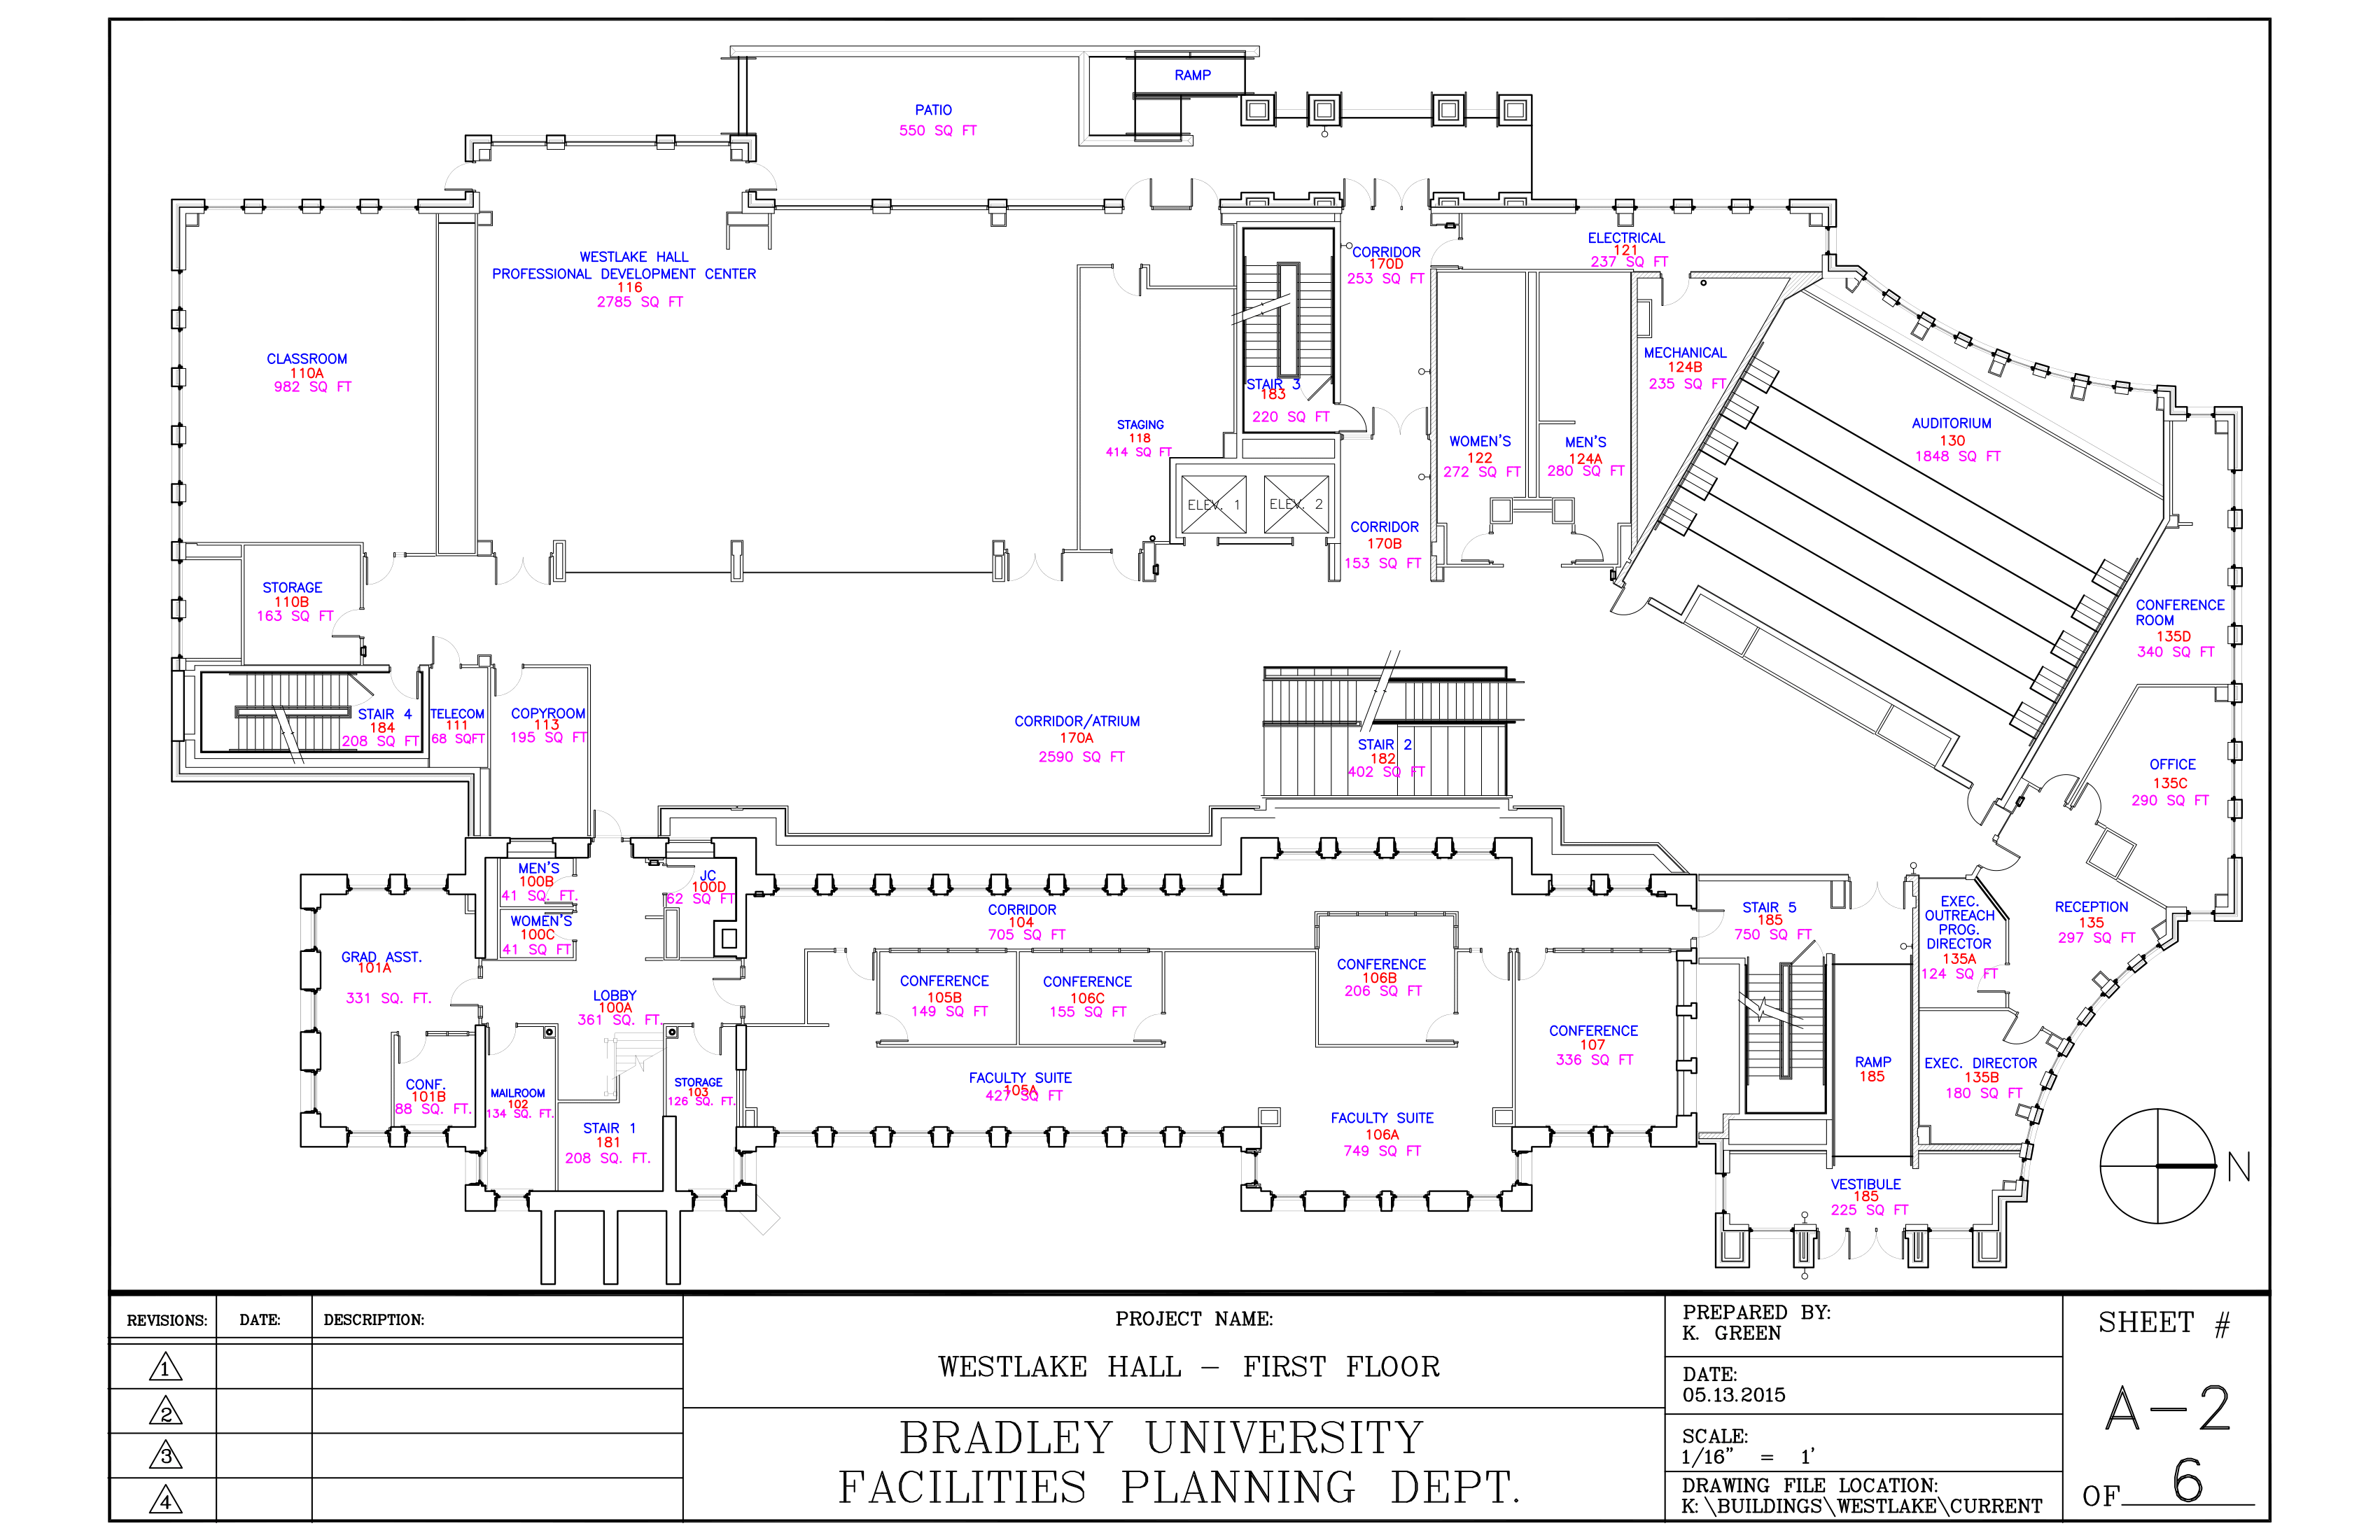 RAMP
PATIO
550 SQ FT
WESTLAKE HALL
PROFESSIONAL DEVELOPMENT CENTER
116
2785 SQ FT
CORRIDOR
170D
253 SQ FT
ELECTRICAL
121
237 SQ FT
CLASSROOM
110A
982 SQ FT
STAIR 3
183
220 SQ FT
MECHANICAL
124B
235 SQ FT
STAGING
118
414 SQ FT
WOMEN'S
122
272 SQ FT
MEN'S
124A
280 SQ FT
AUDITORIUM
130
1848 SQ FT
ELEV. 1
ELEV. 2
CORRIDOR
170B
153 SQ FT
STORAGE
110B
163 SQ FT
CONFERENCE
ROOM
135D
340 SQ FT
STAIR 4
184
208 SQ FT
TELECOM
111
68 SQFT
COPYROOM
113
195 SQ FT
CORRIDOR/ATRIUM
170A
2590 SQ FT
STAIR 2
182
402 SQ FT
OFFICE
135C
290 SQ FT
MEN'S
100B
41 SQ. FT.
JC
100D
62 SQ FT
WOMEN'S
100C
41 SQ FT
CORRIDOR
104
705 SQ FT
STAIR 5
185
750 SQ FT
EXEC.
OUTREACH
PROG.
DIRECTOR
135A
124 SQ FT
RECEPTION
135
297 SQ FT
GRAD ASST.
101A
331 SQ. FT.
LOBBY
100A
361 SQ. FT.
CONFERENCE
105B
149 SQ FT
CONFERENCE
106C
155 SQ FT
CONFERENCE
106B
206 SQ FT
CONFERENCE
107
336 SQ FT
RAMP
185
EXEC. DIRECTOR
135B
180 SQ FT
CONF.
101B
88 SQ. FT.
MAILROOM
102
134 SQ. FT.
STORAGE
103
126 SQ. FT.
FACULTY SUITE
105A
427 SQ FT
STAIR 1
181
208 SQ. FT.
FACULTY SUITE
106A
749 SQ FT
VESTIBULE
185
225 SQ FT
N
REVISIONS: DATE: DESCRIPTION:
1
2
3
4
PROJECT NAME:
WESTLAKE HALL - FIRST FLOOR
BRADLEY UNIVERSITY
FACILITIES PLANNING DEPT.
PREPARED BY:
K. GREEN
DATE:
05.13.2015
SCALE:
1/16" = 1'
DRAWING FILE LOCATION:
K:\BUILDINGS\WESTLAKE\CURRENT
SHEET #
A-2
OF 6